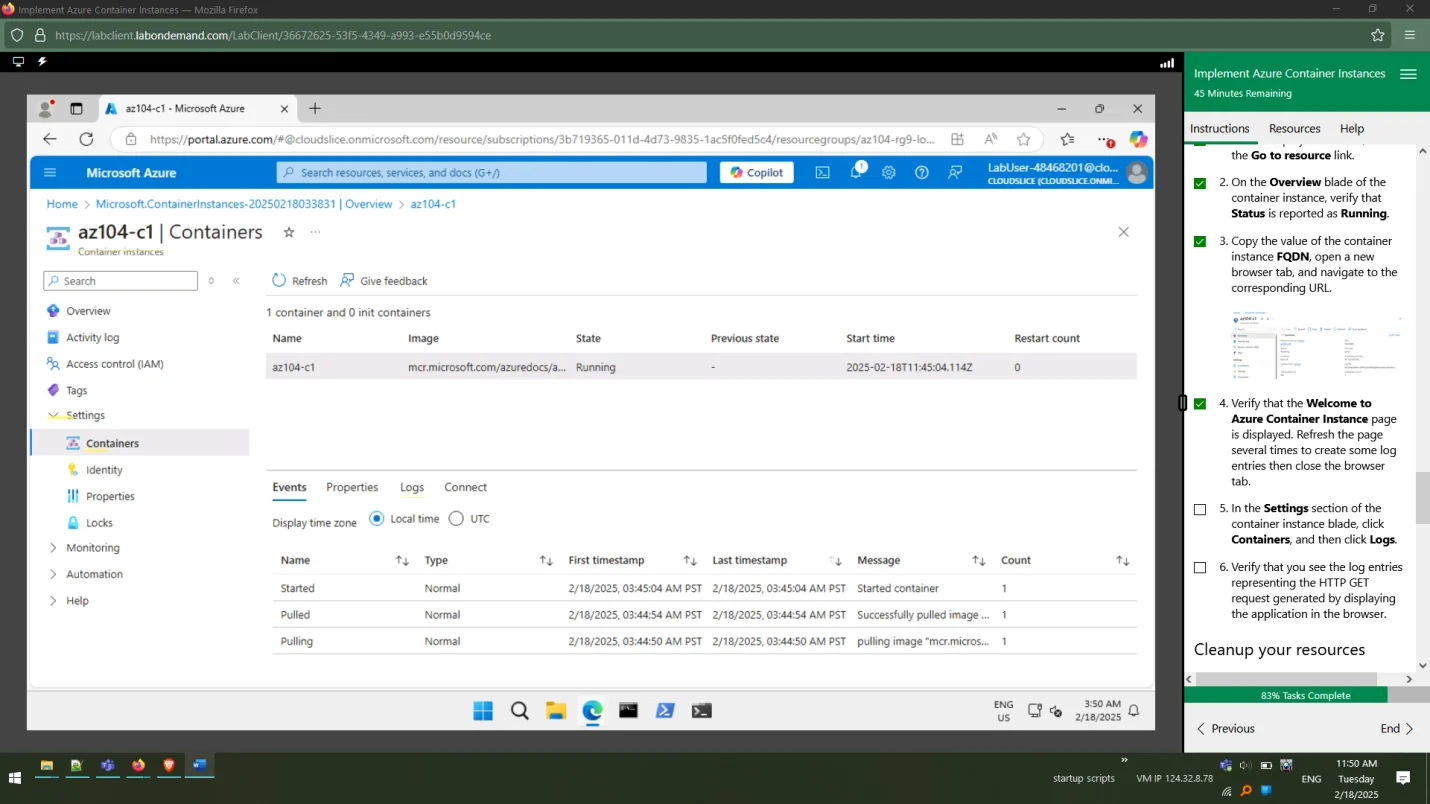 Implement Azure Container Instances — Mozilla Firefox
https://labclient.labondemand.com/LabClient/36672625-53f5-4349-a993-e55b0d9594ce
az104-c1 - Microsoft Azure
https://portal.azure.com/#@cloudslice.onmicrosoft.com/resource/subscriptions/3b719365-011d-4d73-9835-1ac5f0fed5c4/resourcegroups/az104-rg9-lo...
Microsoft Azure
Search resources, services, and docs (G+/)
Copilot
1
LabUser-48468201@clo...
CLOUDSLICE (CLOUDSLICE.ONMI...
Home > Microsoft.ContainerInstances-20250218033831 | Overview > az104-c1
az104-c1 | Containers
Container instances
Search
Overview
Activity log
Access control (IAM)
Tags
Settings
Containers
Identity
Properties
Locks
Monitoring
Automation
Help
Refresh
Give feedback
1 container and 0 init containers
Name Image State Previous state Start time Restart count
az104-c1 mcr.microsoft.com/azuredocs/a... Running - 2025-02-18T11:45:04.114Z 0
Events Properties Logs Connect
Display time zone Local time UTC
Name Type First timestamp Last timestamp Message Count
Started Normal 2/18/2025, 03:45:04 AM PST 2/18/2025, 03:45:04 AM PST Started container 1
Pulled Normal 2/18/2025, 03:44:54 AM PST 2/18/2025, 03:44:54 AM PST Successfully pulled image ... 1
Pulling Normal 2/18/2025, 03:44:50 AM PST 2/18/2025, 03:44:50 AM PST pulling image "mcr.micros... 1
ENG
US
3:50 AM
2/18/2025
Implement Azure Container Instances
45 Minutes Remaining
Instructions Resources Help
the Go to resource link.
2. On the Overview blade of the
container instance, verify that
Status is reported as Running.
3. Copy the value of the container
instance FQDN, open a new
browser tab, and navigate to the
corresponding URL.
4. Verify that the Welcome to
Azure Container Instance page
is displayed. Refresh the page
several times to create some log
entries then close the browser
tab.
5. In the Settings section of the
container instance blade, click
Containers, and then click Logs.
6. Verify that you see the log entries
representing the HTTP GET
request generated by displaying
the application in the browser.
Cleanup your resources
83% Tasks Complete
Previous
End
startup scripts
VM IP 124.32.8.78
ENG
11:50 AM
Tuesday
2/18/2025